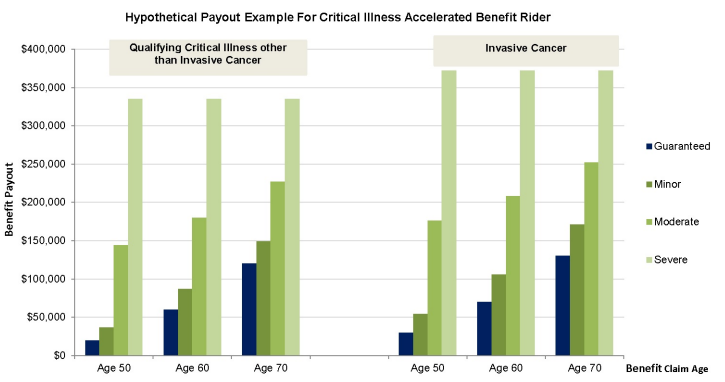 Hypothetical Payout Example For Critical Illness Accelerated Benefit Rider
$400,000
$350,000
$300,000
$250,000
$200,000
$150,000
$100,000
$50,000
$0
Benefit Payout
Qualifying Critical Illness other
than Invasive Cancer
Invasive Cancer
Guaranteed
Minor
Moderate
Severe
Age 50 Age 60 Age 70 Age 50 Age 60 Age 70
Benefit Claim Age